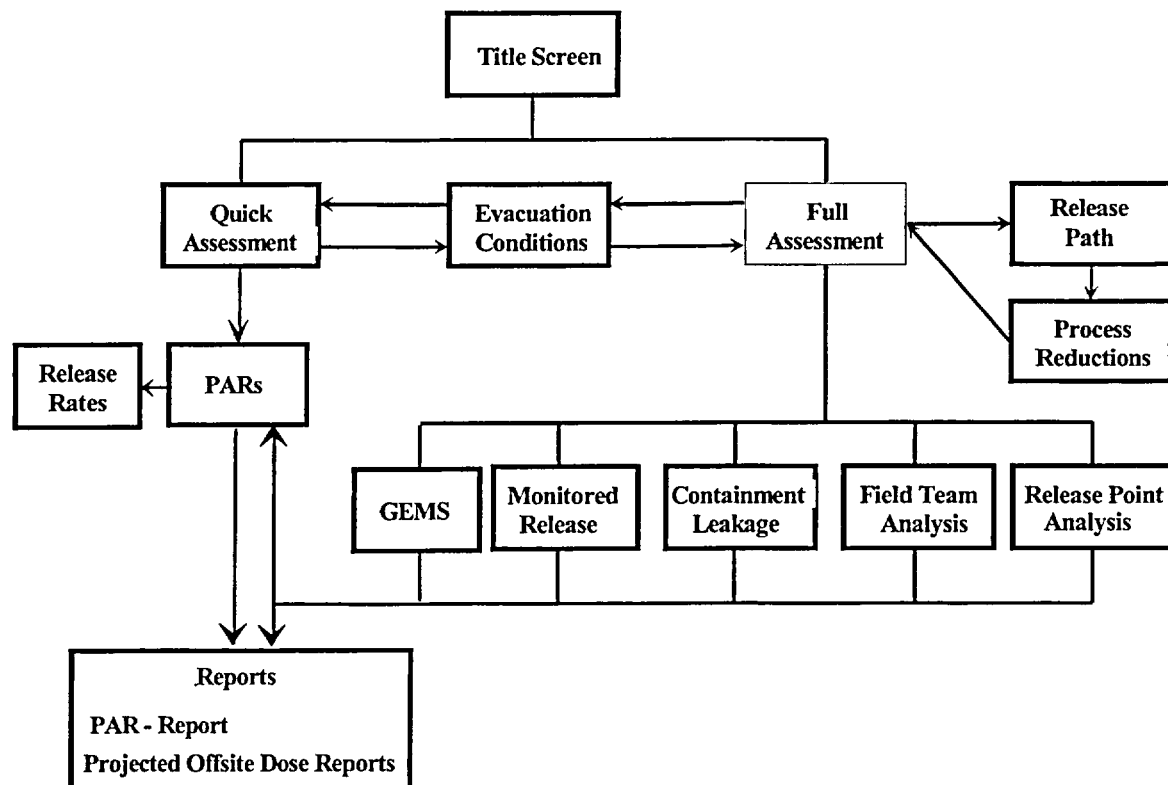 Title Screen
Quick
Assessment
Evacuation
Conditions
Full
Assessment
Release
Path
Process
Reductions
Release
Rates
PARs
GEMS
Monitored
Release
Containment
Leakage
Field Team
Analysis
Release Point
Analysis
Reports
PAR - Report
Projected Offsite Dose Reports